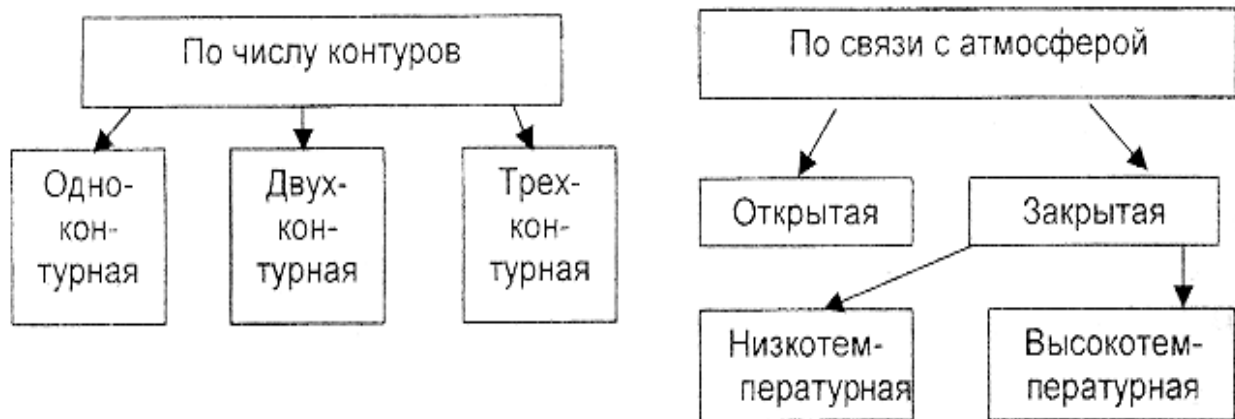 По числу контуров
Одно-
кон-
турная
Двух-
кон-
турная
Трех-
кон-
турная
По связи с атмосферой
Открытая
Закрытая
Низкотем-
пературная
Высокотем-
пературная